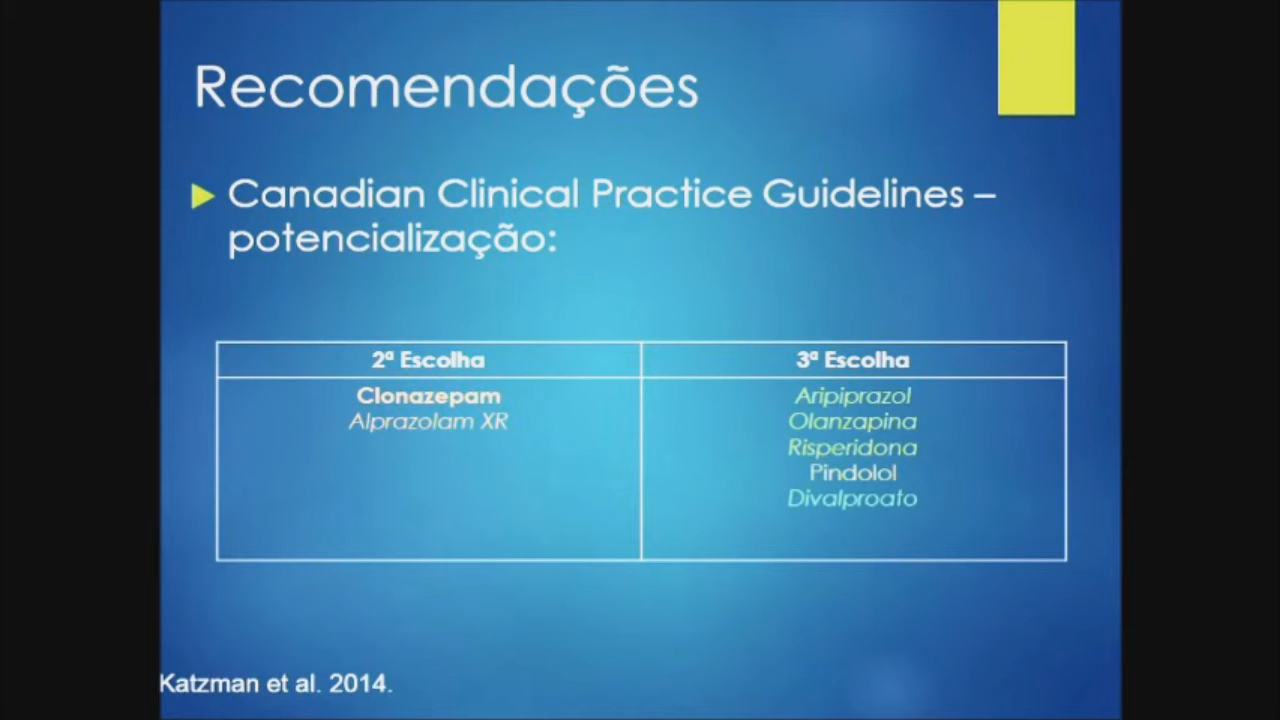 Recomendações
Canadian Clinical Practice Guidelines –
potencialização:
2ª Escolha
3ª Escolha
Clonazepam
Alprazolam XR
Aripiprazol
Olanzapina
Risperidona
Pindolol
Divalproato
Katzman et al. 2014.